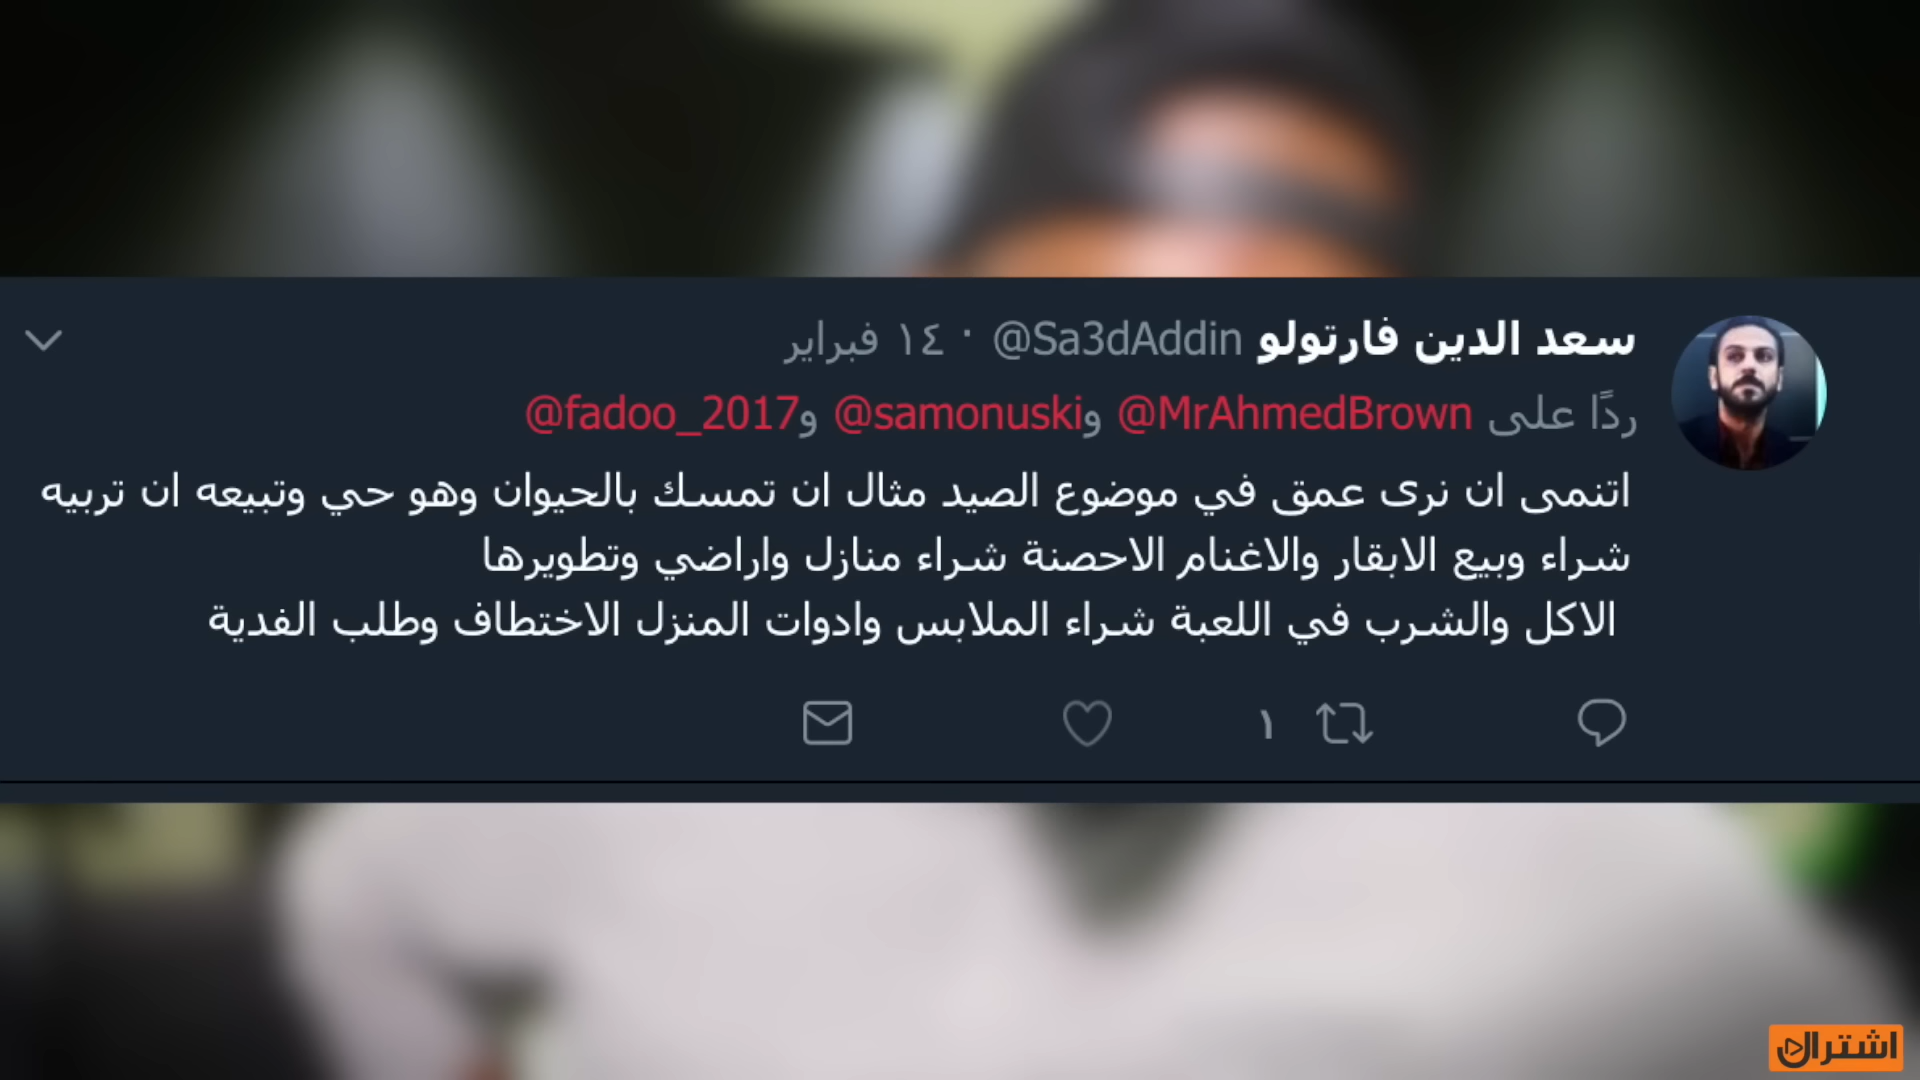 سعد الدين فارتولو @Sa3dAddin · ١٤ فبراير
ردًا على @MrAhmedBrown و@samonuski و@fadoo_2017
اتنمى ان نرى عمق في موضوع الصيد مثال ان تمسك بالحيوان وهو حي وتبيعه ان تربيه
شراء وبيع الابقار والاغنام الاحصنة شراء منازل واراضي وتطويرها
الاكل والشرب في اللعبة شراء الملابس وادوات المنزل الاختطاف وطلب الفدية
١
اشتراك